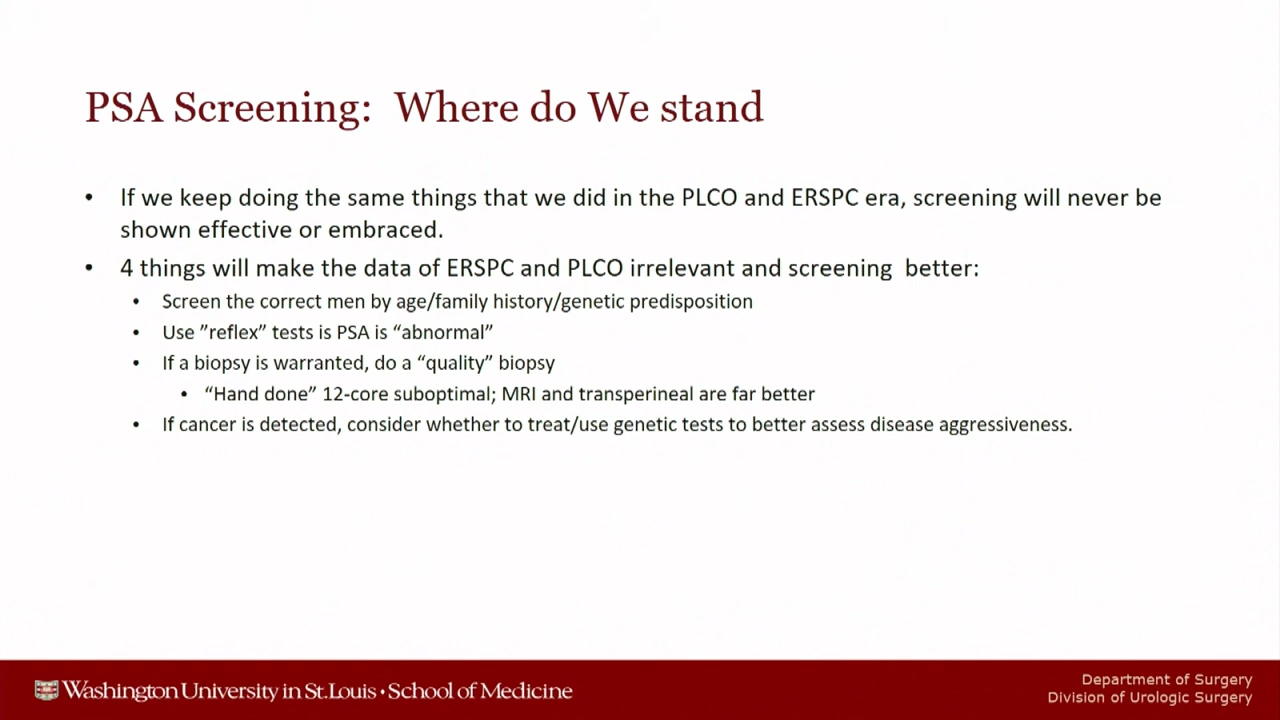 PSA Screening:  Where do We stand
• If we keep doing the same things that we did in the PLCO and ERSPC era, screening will never be
shown effective or embraced.
• 4 things will make the data of ERSPC and PLCO irrelevant and screening  better:
• Screen the correct men by age/family history/genetic predisposition
• Use ”reflex” tests is PSA is “abnormal”
• If a biopsy is warranted, do a “quality” biopsy
• “Hand done” 12-core suboptimal; MRI and transperineal are far better
• If cancer is detected, consider whether to treat/use genetic tests to better assess disease aggressiveness.
Washington University in St. Louis • School of Medicine
Department of Surgery
Division of Urologic Surgery